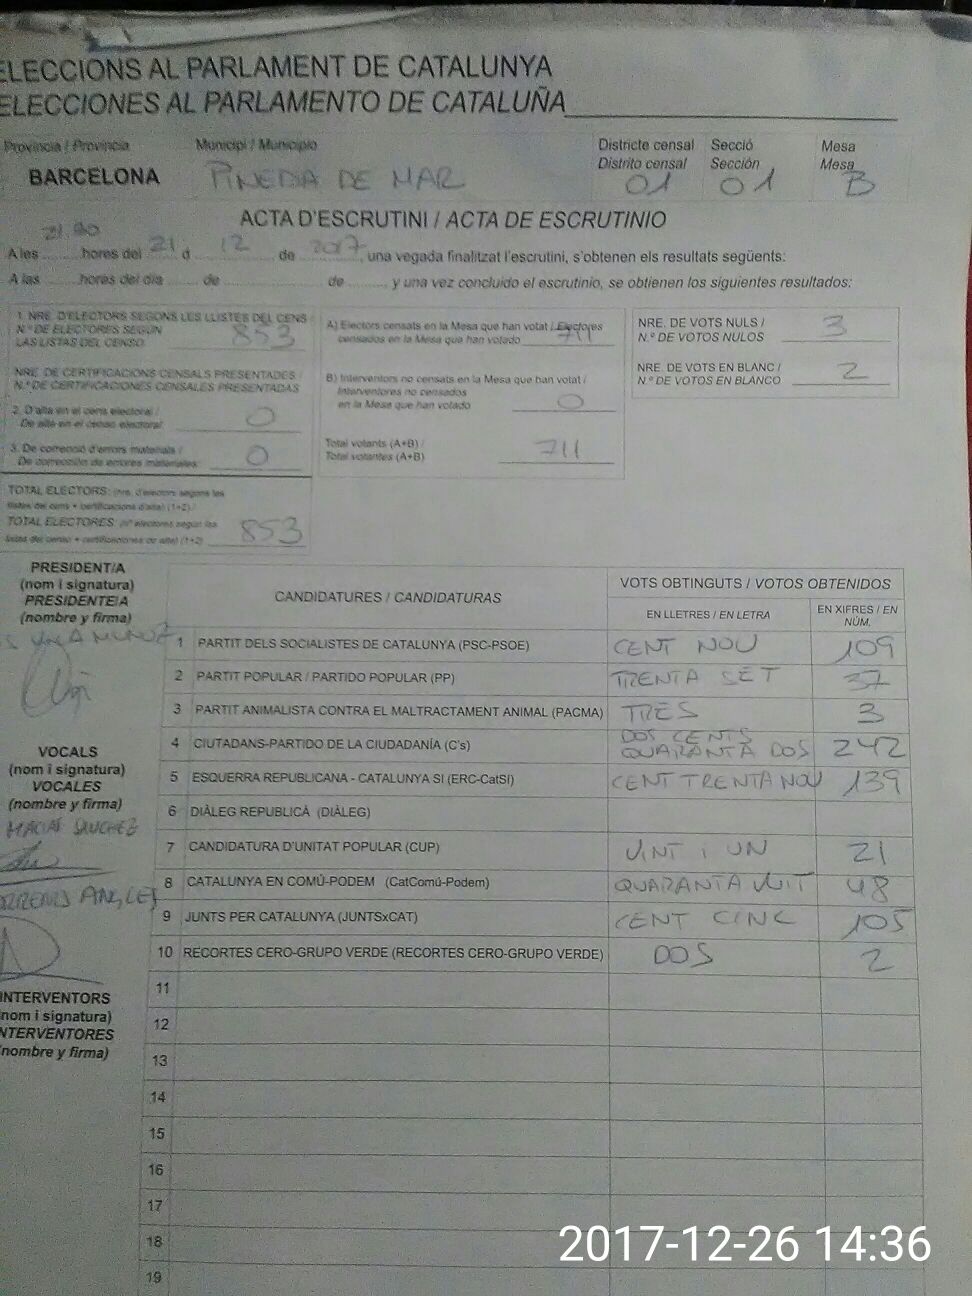 ELECCIONS AL PARLAMENT DE CATALUNYA
ELECCIONES AL PARLAMENTO DE CATALUÑA
Província / Provincia Municipi / Municipio Districte censal Secció Mesa
Distrito censal Sección Mesa
BARCELONA PINEDA DE MAR 01 01 B
ACTA D'ESCRUTINI / ACTA DE ESCRUTINIO
A les 21.90 hores del 21 d 12 de 2017, una vegada finalitzat l'escrutini, s'obtenen els resultats següents:
A las ........ horas del día ........ de ........ de ........ y una vez concluido el escrutinio, se obtienen los siguientes resultados:
1. NRE. D'ELECTORS SEGONS LES LLISTES DEL CENS /
N.º DE ELECTORES SEGÚN
LAS LISTAS DEL CENSO 853
NRE. DE CERTIFICACIONS CENSALS PRESENTADES /
N.º DE CERTIFICACIONES CENSALES PRESENTADAS
2. D'alta en el cens electoral /
De alta en el censo electoral 0
3. De correcció d'errors materials /
De corrección de errores materiales 0
TOTAL ELECTORS: (nre. d'electors segons les
llistes del cens + certificacions d'alta) (1+2) /
TOTAL ELECTORES: (nº electores según las
listas del censo + certificaciones de alta) (1+2) 853
A) Electors censats en la Mesa que han votat / Electores
censados en la Mesa que han votado 711
B) Interventors no censats en la Mesa que han votat /
Interventores no censados
en la Mesa que han votado 0
Total votants (A+B) /
Total votantes (A+B) 711
NRE. DE VOTS NULS /
N.º DE VOTOS NULOS 3
NRE. DE VOTS EN BLANC /
N.º DE VOTOS EN BLANCO 2
PRESIDENT/A
(nom i signatura)
PRESIDENTE/A
(nombre y firma)
VOCALS
(nom i signatura)
VOCALES
(nombre y firma)
SANCHEZ
INTERVENTORS
(nom i signatura)
INTERVENTORES
(nombre y firma)
CANDIDATURES / CANDIDATURAS VOTS OBTINGUTS / VOTOS OBTENIDOS
EN LLETRES / EN LETRA EN XIFRES / EN NÚM.
1 PARTIT DELS SOCIALISTES DE CATALUNYA (PSC-PSOE) CENT NOU 109
2 PARTIT POPULAR / PARTIDO POPULAR (PP) TRENTA SET 37
3 PARTIT ANIMALISTA CONTRA EL MALTRACTAMENT ANIMAL (PACMA) TRES 3
4 CIUTADANS-PARTIDO DE LA CIUDADANÍA (C's) DOS CENTS QUARANTA DOS 242
5 ESQUERRA REPUBLICANA - CATALUNYA SI (ERC-CatSI) CENT TRENTA NOU 139
6 DIÀLEG REPUBLICÀ (DIÀLEG)
7 CANDIDATURA D'UNITAT POPULAR (CUP) VINT I UN 21
8 CATALUNYA EN COMÚ-PODEM (CatComú-Podem) QUARANTA VUIT 48
9 JUNTS PER CATALUNYA (JUNTSxCAT) CENT CINC 105
10 RECORTES CERO-GRUPO VERDE (RECORTES CERO-GRUPO VERDE) DOS 2
11
12
13
14
15
16
17
18
19
2017-12-26 14:36